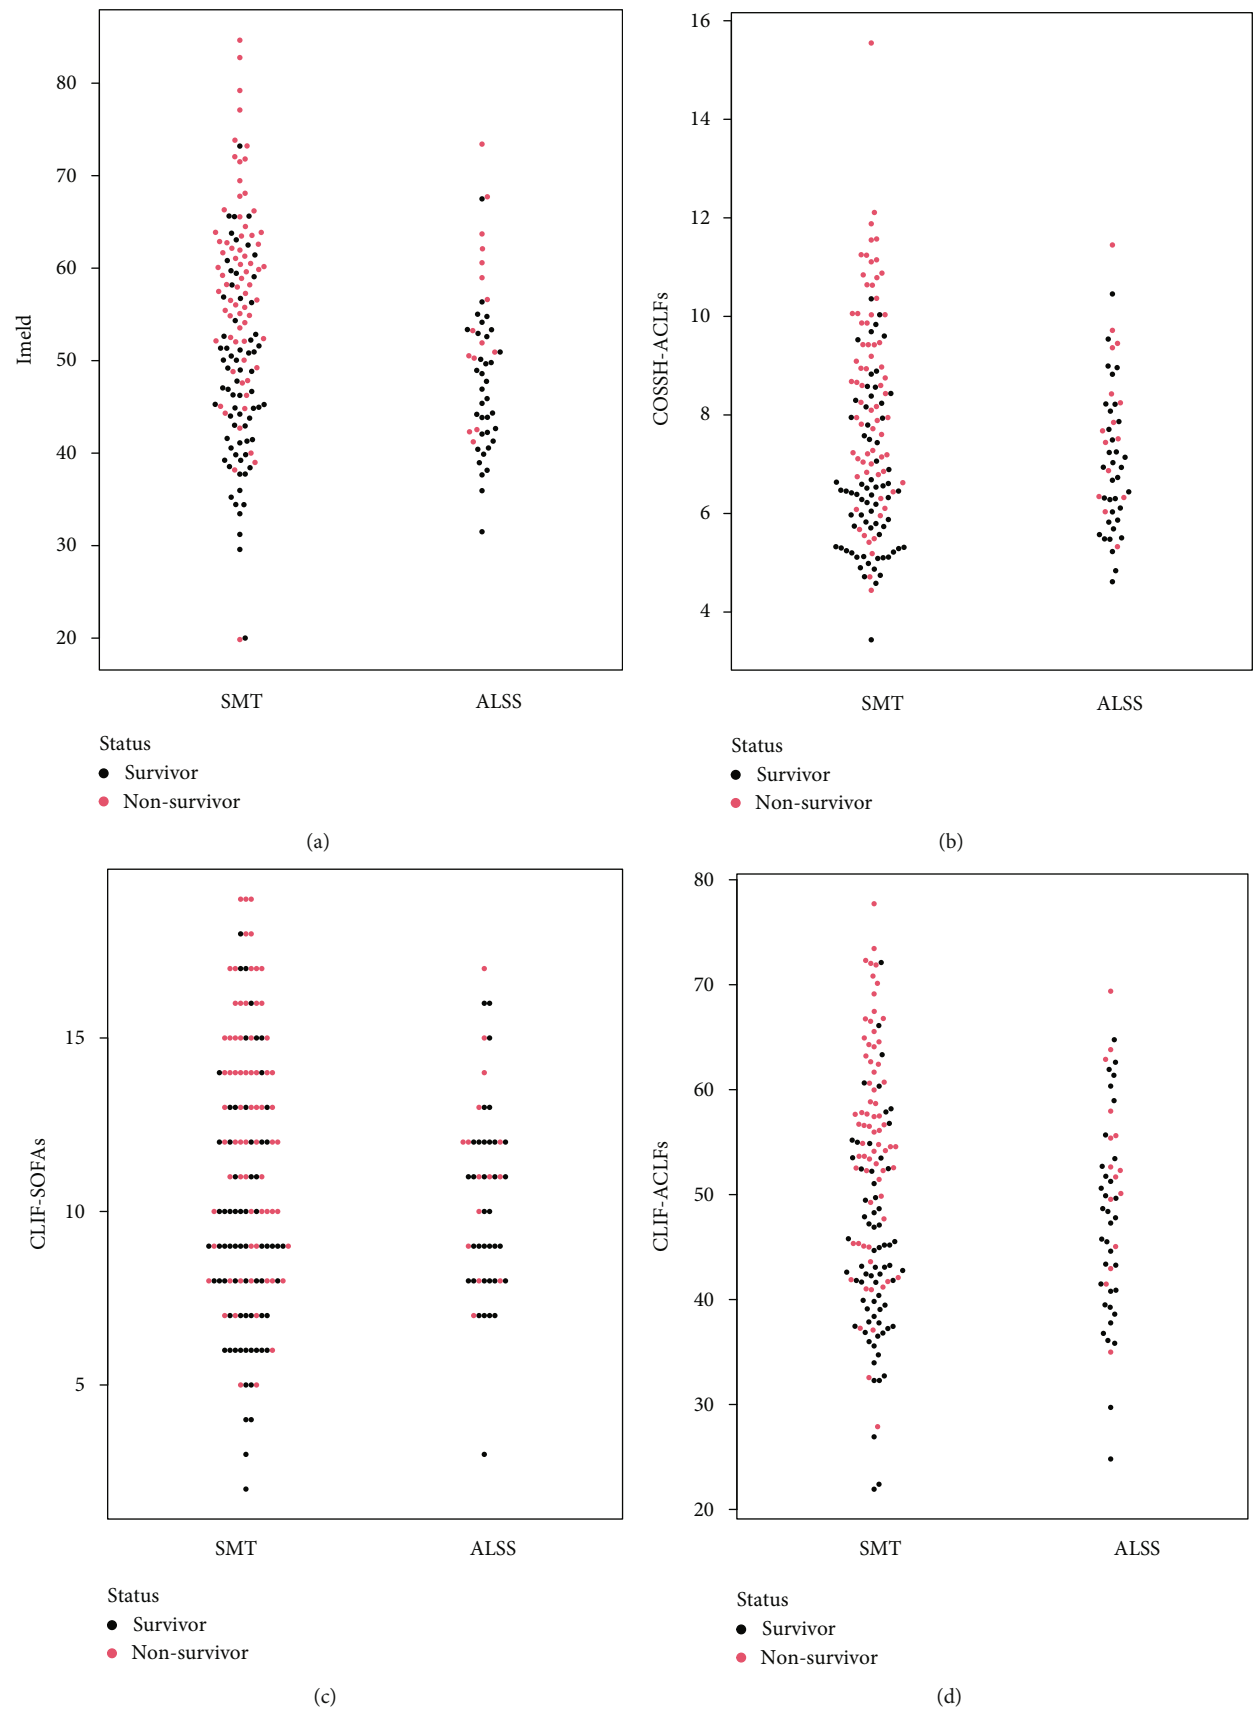 Imeld
80
70
60
50
40
30
20
SMT ALSS
Status
Survivor
Non-survivor
(a)
COSSH-ACLFs
16
14
12
10
8
6
4
SMT ALSS
Status
Survivor
Non-survivor
(b)
CLIF-SOFAs
15
10
5
SMT ALSS
Status
Survivor
Non-survivor
(c)
CLIF-ACLFs
80
70
60
50
40
30
20
SMT ALSS
Status
Survivor
Non-survivor
(d)